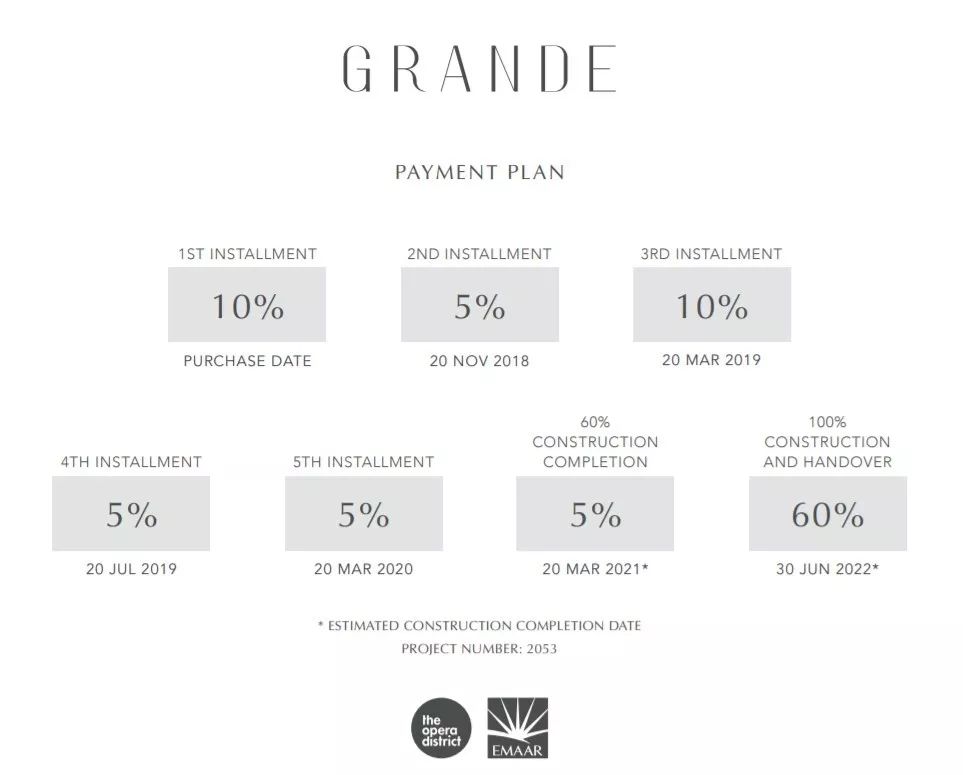 GRANDE
PAYMENT PLAN
1ST INSTALLMENT
10%
PURCHASE DATE
2ND INSTALLMENT
5%
20 NOV 2018
3RD INSTALLMENT
10%
20 MAR 2019
4TH INSTALLMENT
5%
20 JUL 2019
5TH INSTALLMENT
5%
20 MAR 2020
60%
CONSTRUCTION
COMPLETION
5%
20 MAR 2021*
100%
CONSTRUCTION
AND HANDOVER
60%
30 JUN 2022*
* ESTIMATED CONSTRUCTION COMPLETION DATE
PROJECT NUMBER: 2053
the
opera
district
EMAAR